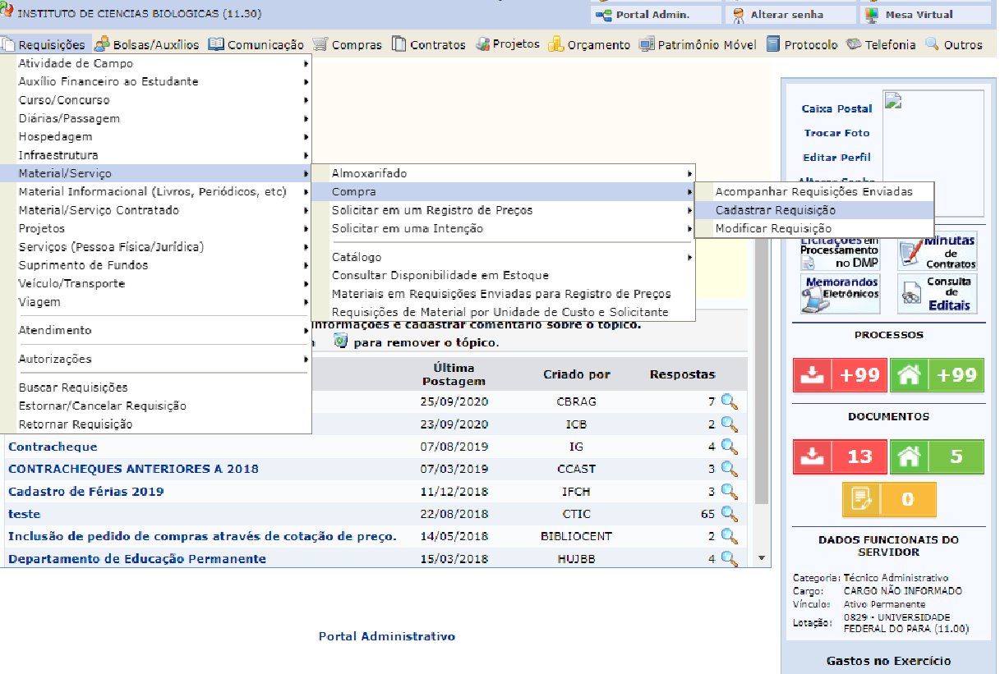 INSTITUTO DE CIENCIAS BIOLOGICAS (11.30)
Portal Admin.
Alterar senha
Mesa Virtual
Requisições
Bolsas/Auxílios
Comunicação
Compras
Contratos
Projetos
Orçamento
Patrimônio Móvel
Protocolo
Telefonia
Outros
Atividade de Campo
Auxílio Financeiro ao Estudante
Curso/Concurso
Diárias/Passagem
Hospedagem
Infraestrutura
Material/Serviço
Material Informacional (Livros, Periódicos, etc)
Material/Serviço Contratado
Projetos
Serviços (Pessoa Física/Jurídica)
Suprimento de Fundos
Veículo/Transporte
Viagem
Atendimento
Autorizações
Buscar Requisições
Estornar/Cancelar Requisição
Retornar Requisição
Almoxarifado
Compra
Solicitar em um Registro de Preços
Solicitar em uma Intenção
Catálogo
Consultar Disponibilidade em Estoque
Materiais em Requisições Enviadas para Registro de Preços
Requisições de Material por Unidade de Custo e Solicitante
Acompanhar Requisições Enviadas
Cadastrar Requisição
Modificar Requisição
informações e cadastrar comentário sobre o tópico.
para remover o tópico.
Última
Postagem
Criado por
Respostas
25/09/2020 CBRAG 7
23/09/2020 ICB 2
Contracheque 07/08/2019 IG 4
CONTRACHEQUES ANTERIORES A 2018 07/03/2019 CCAST 3
Cadastro de Férias 2019 11/12/2018 IFCH 3
teste 22/08/2018 CTIC 65
Inclusão de pedido de compras através de cotação de preço. 14/05/2018 BIBLIOCENT 2
Departamento de Educação Permanente 15/03/2018 HUJBB 4
Portal Administrativo
Caixa Postal
Trocar Foto
Editar Perfil
Alterar Senha
Licitações em
Processamento
no DMP
Minutas
de
Contratos
Memorandos
Eletrônicos
Consulta
de
Editais
PROCESSOS
+99
+99
DOCUMENTOS
13
5
0
DADOS FUNCIONAIS DO
SERVIDOR
Categoria: Técnico Administrativo
Cargo: CARGO NÃO INFORMADO
Vínculo: Ativo Permanente
Lotação: 0829 - UNIVERSIDADE
FEDERAL DO PARA (11.00)
Gastos no Exercício